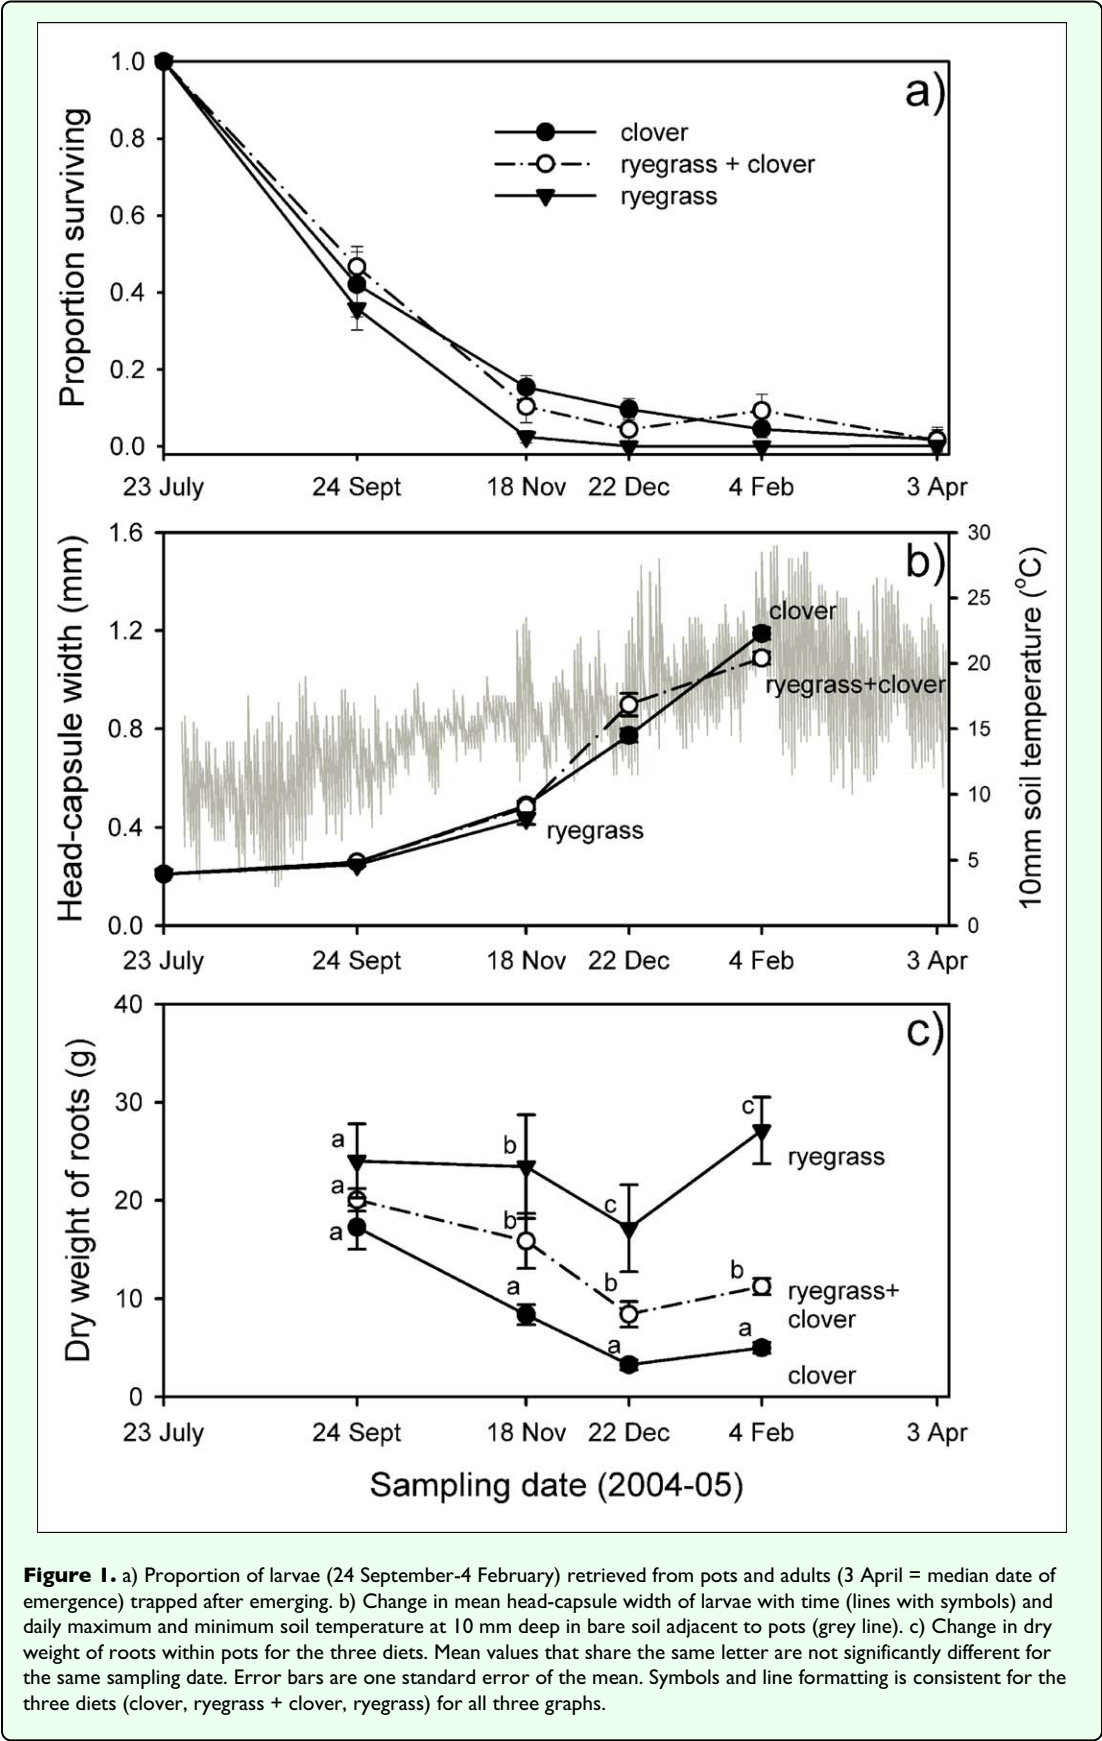 1.0
a)
0.8
0.6
0.4
0.2
0.0
Proportion surviving
clover
ryegrass + clover
ryegrass
23 July 24 Sept 18 Nov 22 Dec 4 Feb 3 Apr
1.6
1.2
0.8
0.4
0.0
Head-capsule width (mm)
b)
clover
ryegrass+clover
ryegrass
30
25
20
15
10
5
0
10mm soil temperature (°C)
23 July 24 Sept 18 Nov 22 Dec 4 Feb 3 Apr
40
30
20
10
0
Dry weight of roots (g)
c)
a b c c
ryegrass
a b b b
ryegrass+
clover
a a a a
clover
23 July 24 Sept 18 Nov 22 Dec 4 Feb 3 Apr
Sampling date (2004-05)
Figure 1. a) Proportion of larvae (24 September-4 February) retrieved from pots and adults (3 April = median date of
emergence) trapped after emerging. b) Change in mean head-capsule width of larvae with time (lines with symbols) and
daily maximum and minimum soil temperature at 10 mm deep in bare soil adjacent to pots (grey line). c) Change in dry
weight of roots within pots for the three diets. Mean values that share the same letter are not significantly different for
the same sampling date. Error bars are one standard error of the mean. Symbols and line formatting is consistent for the
three diets (clover, ryegrass + clover, ryegrass) for all three graphs.